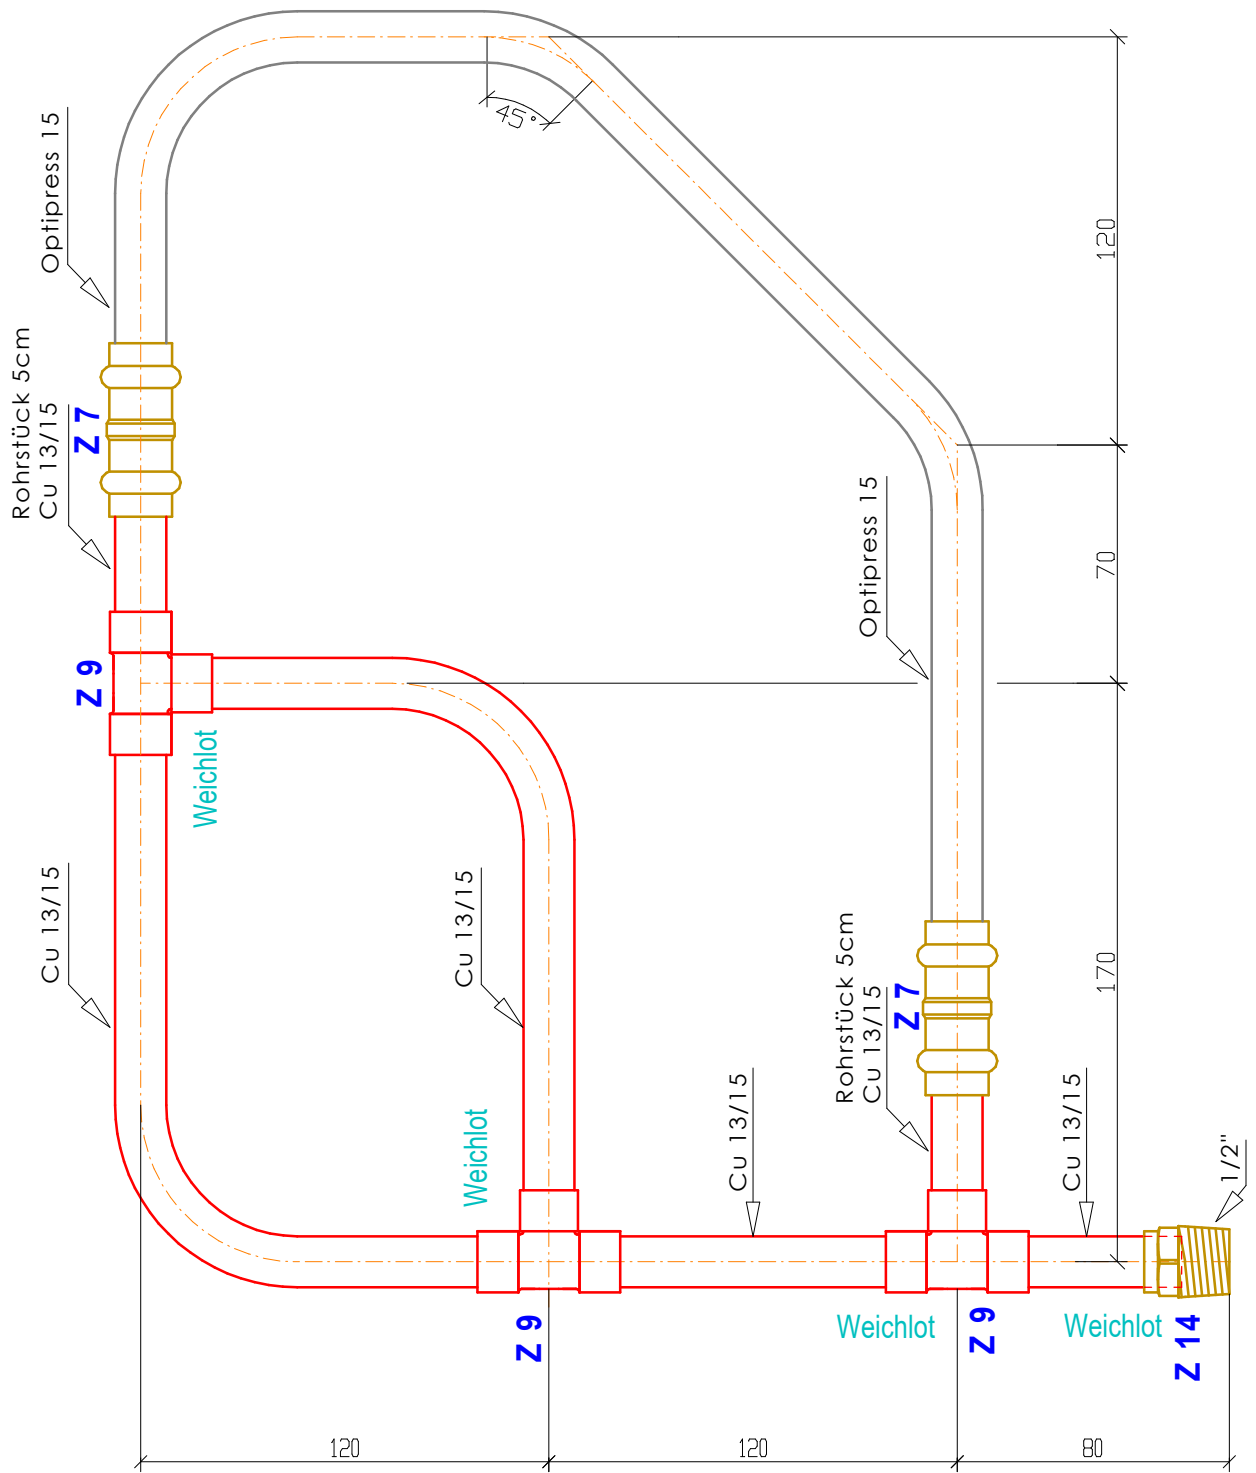 45°
Optipress 15
120
Rohrstück 5cm
Cu 13/15
Z 7
Optipress 15
70
Z 9
Weichlot
Cu 13/15
Cu 13/15
Rohrstück 5cm
Cu 13/15
Z 7
170
Weichlot
Cu 13/15
Cu 13/15
1/2"
Z 9
Weichlot
Z 9
Weichlot
Z 14
120
120
80